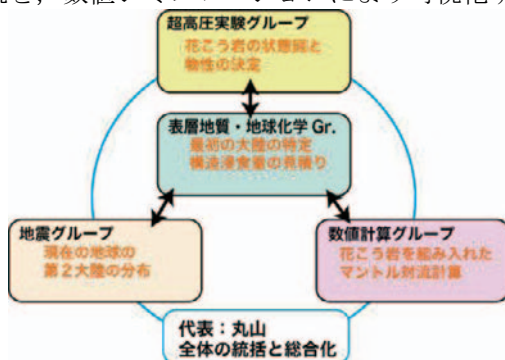 超高圧実験グループ
花こう岩の状態図と
物性の決定
表層地質・地球化学 Gr.
最初の大陸の特定
構造浸食量の見積り
地震グループ
現在の地球の
第2大陸の分布
数値計算グループ
花こう岩を組み入れた
マントル対流計算
代表:丸山
全体の統括と総合化